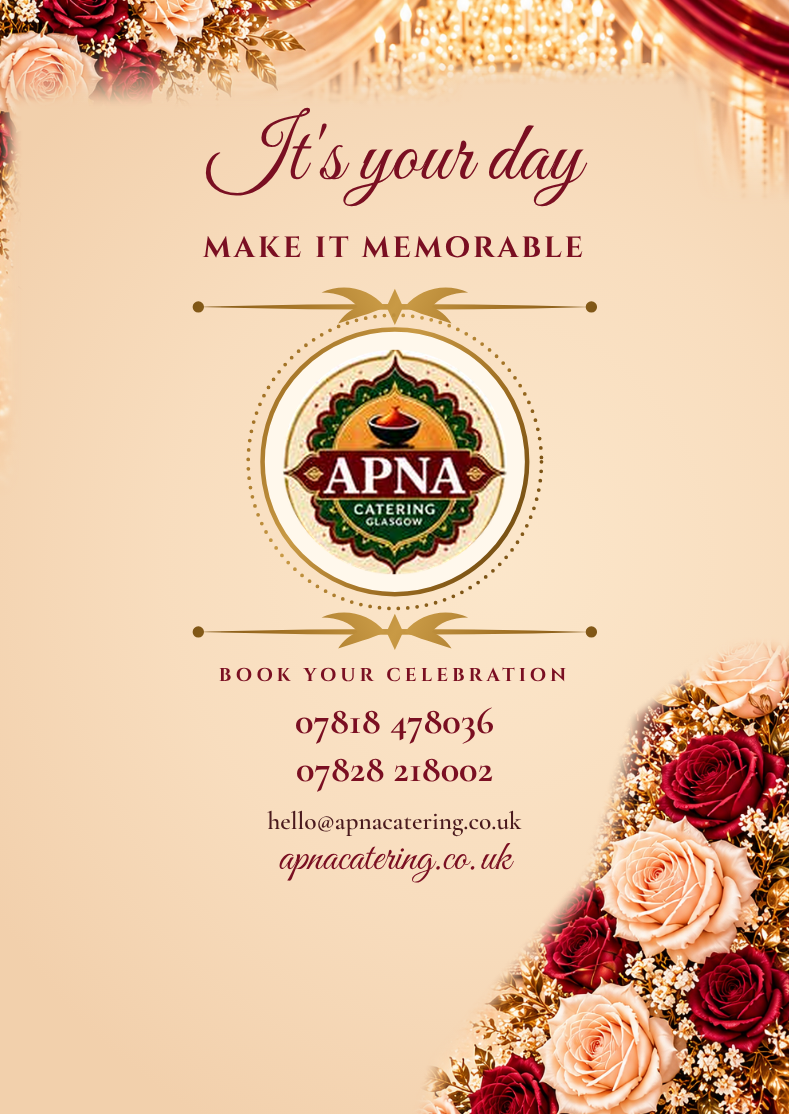 It's your day
MAKE IT MEMORABLE
APNA
CATERING
GLASGOW
BOOK YOUR CELEBRATION
07818 478036
07828 218002
hello@apnacatering.co.uk
apnacatering.co.uk